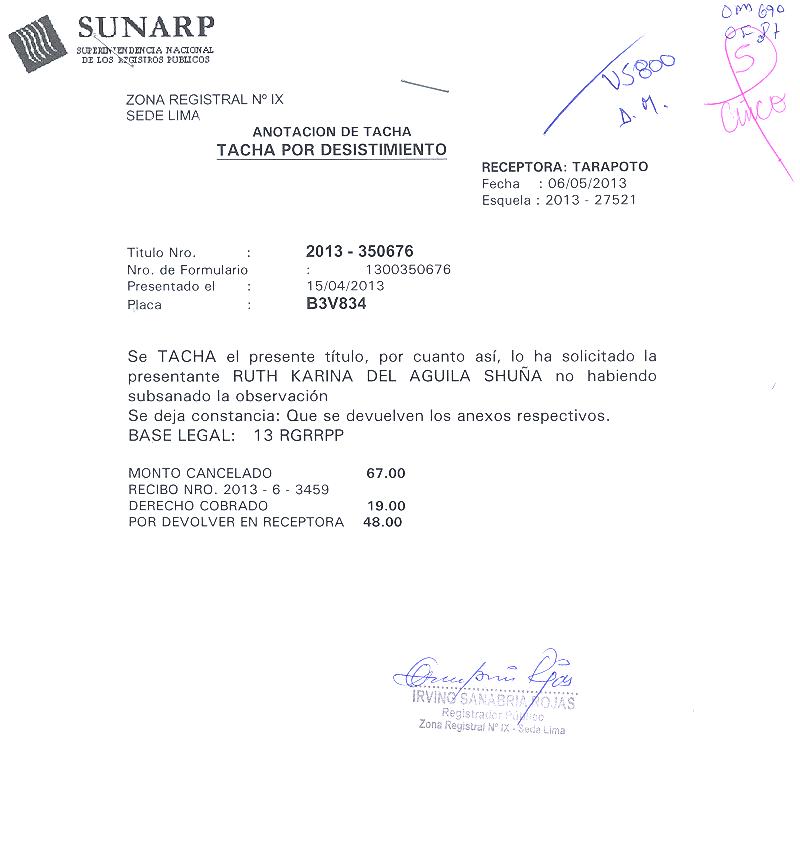 SUNARP
SUPERINTENDENCIA NACIONAL
DE LOS REGISTROS PUBLICOS
VS800
D. M.
5
Cinco
ZONA REGISTRAL Nº IX
SEDE LIMA
ANOTACION DE TACHA
TACHA POR DESISTIMIENTO
RECEPTORA: TARAPOTO
Fecha : 06/05/2013
Esquela : 2013 - 27521
Titulo Nro. : 2013 - 350676
Nro. de Formulario : 1300350676
Presentado el : 15/04/2013
Placa : B3V834
Se TACHA el presente título, por cuanto así, lo ha solicitado la
presentante RUTH KARINA DEL AGUILA SHUÑA no habiendo
subsanado la observación
Se deja constancia: Que se devuelven los anexos respectivos.
BASE LEGAL: 13 RGRRPP
MONTO CANCELADO 67.00
RECIBO NRO. 2013 - 6 - 3459
DERECHO COBRADO 19.00
POR DEVOLVER EN RECEPTORA 48.00
IRVING SANABRIA ROJAS
Registrador Público
Zona Registral Nº IX - Sede Lima